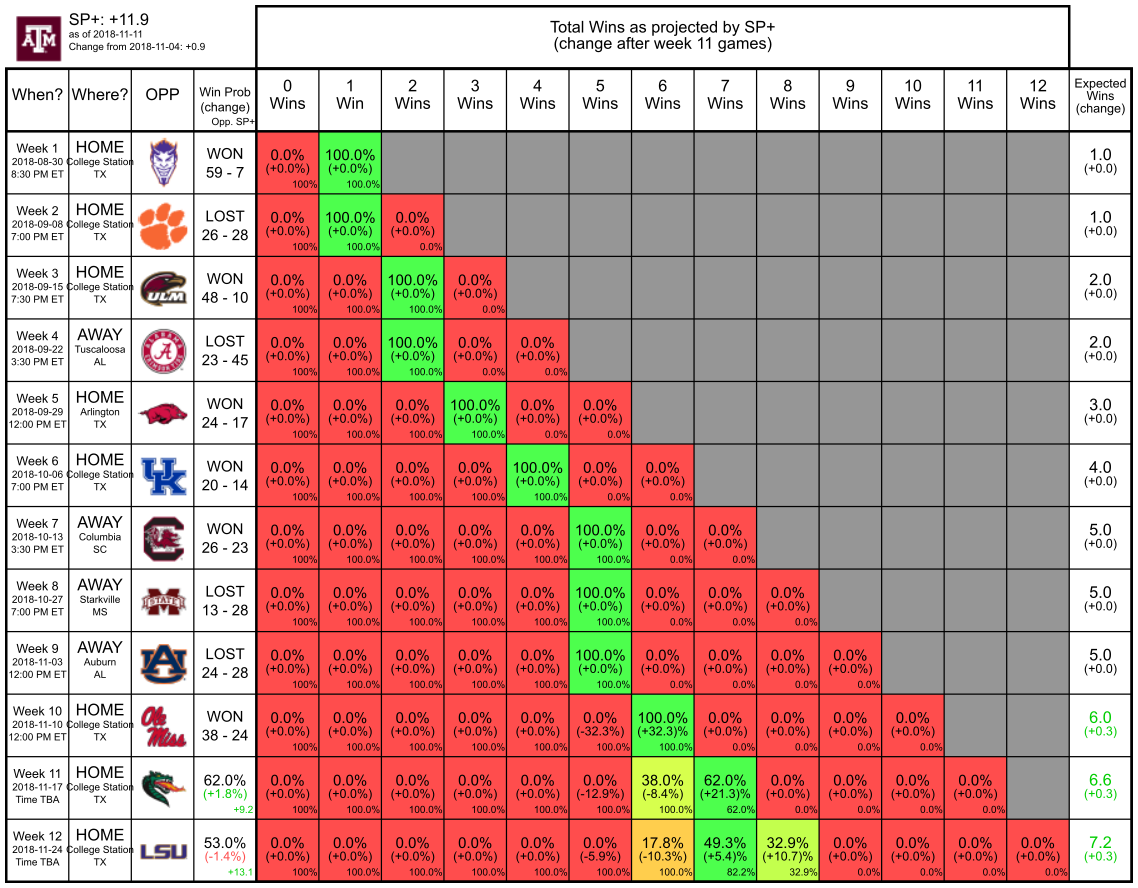 SP+: +11.9
as of 2018-11-11
Change from 2018-11-04: +0.9
Total Wins as projected by SP+
(change after week 11 games)
ATM
When? Where? OPP Win Prob (change) Opp. SP+ 0 Wins 1 Win 2 Wins 3 Wins 4 Wins 5 Wins 6 Wins 7 Wins 8 Wins 9 Wins 10 Wins 11 Wins 12 Wins Expected Wins (change)
Week 1 HOME WON 0.0% 100.0% 1.0
2018-08-30 College Station 59 - 7 (+0.0%) (+0.0%) (+0.0)
8:30 PM ET TX 100% 100.0%
Week 2 HOME LOST 0.0% 100.0% 0.0% 1.0
2018-09-08 College Station 26 - 28 (+0.0%) (+0.0%) (+0.0%) (+0.0)
7:00 PM ET TX 100% 100.0% 0.0%
Week 3 HOME WON 0.0% 0.0% 100.0% 0.0% 2.0
2018-09-15 College Station ULM 48 - 10 (+0.0%) (+0.0%) (+0.0%) (+0.0%) (+0.0)
7:30 PM ET TX 100% 100.0% 100.0% 0.0%
Week 4 AWAY LOST 0.0% 0.0% 100.0% 0.0% 0.0% 2.0
2018-09-22 Tuscaloosa A 23 - 45 (+0.0%) (+0.0%) (+0.0%) (+0.0%) (+0.0%) (+0.0)
3:30 PM ET AL 100% 100.0% 100.0% 0.0% 0.0%
Week 5 HOME WON 0.0% 0.0% 0.0% 100.0% 0.0% 0.0% 3.0
2018-09-29 Arlington 24 - 17 (+0.0%) (+0.0%) (+0.0%) (+0.0%) (+0.0%) (+0.0%) (+0.0)
12:00 PM ET TX 100% 100.0% 100.0% 100.0% 0.0% 0.0%
Week 6 HOME WON 0.0% 0.0% 0.0% 0.0% 100.0% 0.0% 0.0% 4.0
2018-10-06 College Station UK 20 - 14 (+0.0%) (+0.0%) (+0.0%) (+0.0%) (+0.0%) (+0.0%) (+0.0%) (+0.0)
7:00 PM ET TX 100% 100.0% 100.0% 100.0% 100.0% 0.0% 0.0%
Week 7 AWAY WON 0.0% 0.0% 0.0% 0.0% 0.0% 100.0% 0.0% 0.0% 5.0
2018-10-13 Columbia C 26 - 23 (+0.0%) (+0.0%) (+0.0%) (+0.0%) (+0.0%) (+0.0%) (+0.0%) (+0.0%) (+0.0)
3:30 PM ET SC 100% 100.0% 100.0% 100.0% 100.0% 100.0% 0.0% 0.0%
Week 8 AWAY LOST 0.0% 0.0% 0.0% 0.0% 0.0% 100.0% 0.0% 0.0% 0.0% 5.0
2018-10-27 Starkville STATE 13 - 28 (+0.0%) (+0.0%) (+0.0%) (+0.0%) (+0.0%) (+0.0%) (+0.0%) (+0.0%) (+0.0%) (+0.0)
7:00 PM ET MS 100% 100.0% 100.0% 100.0% 100.0% 100.0% 0.0% 0.0% 0.0%
Week 9 AWAY LOST 0.0% 0.0% 0.0% 0.0% 0.0% 100.0% 0.0% 0.0% 0.0% 0.0% 5.0
2018-11-03 Auburn AU 24 - 28 (+0.0%) (+0.0%) (+0.0%) (+0.0%) (+0.0%) (+0.0%) (+0.0%) (+0.0%) (+0.0%) (+0.0%) (+0.0)
12:00 PM ET AL 100% 100.0% 100.0% 100.0% 100.0% 100.0% 0.0% 0.0% 0.0% 0.0%
Week 10 HOME Ole WON 0.0% 0.0% 0.0% 0.0% 0.0% 0.0% 100.0% 0.0% 0.0% 0.0% 0.0% 6.0
2018-11-10 College Station Miss 38 - 24 (+0.0%) (+0.0%) (+0.0%) (+0.0%) (+0.0%) (-32.3%) (+32.3)% (+0.0%) (+0.0%) (+0.0%) (+0.0%) (+0.3)
12:00 PM ET TX 100% 100.0% 100.0% 100.0% 100.0% 100.0% 100.0% 0.0% 0.0% 0.0% 0.0%
Week 11 HOME 62.0% 0.0% 0.0% 0.0% 0.0% 0.0% 0.0% 38.0% 62.0% 0.0% 0.0% 0.0% 0.0% 6.6
2018-11-17 College Station (+1.8%) (+0.0%) (+0.0%) (+0.0%) (+0.0%) (+0.0%) (-12.9%) (-8.4%) (+21.3)% (+0.0%) (+0.0%) (+0.0%) (+0.0%) (+0.3)
Time TBA TX +9.2 100% 100.0% 100.0% 100.0% 100.0% 100.0% 100.0% 62.0% 0.0% 0.0% 0.0% 0.0%
Week 12 HOME 53.0% 0.0% 0.0% 0.0% 0.0% 0.0% 0.0% 17.8% 49.3% 32.9% 0.0% 0.0% 0.0% 0.0% 7.2
2018-11-24 College Station LSU (-1.4%) (+0.0%) (+0.0%) (+0.0%) (+0.0%) (+0.0%) (-5.9%) (-10.3%) (+5.4)% (+10.7)% (+0.0%) (+0.0%) (+0.0%) (+0.0%) (+0.3)
Time TBA TX +13.1 100% 100.0% 100.0% 100.0% 100.0% 100.0% 100.0% 82.2% 32.9% 0.0% 0.0% 0.0% 0.0%